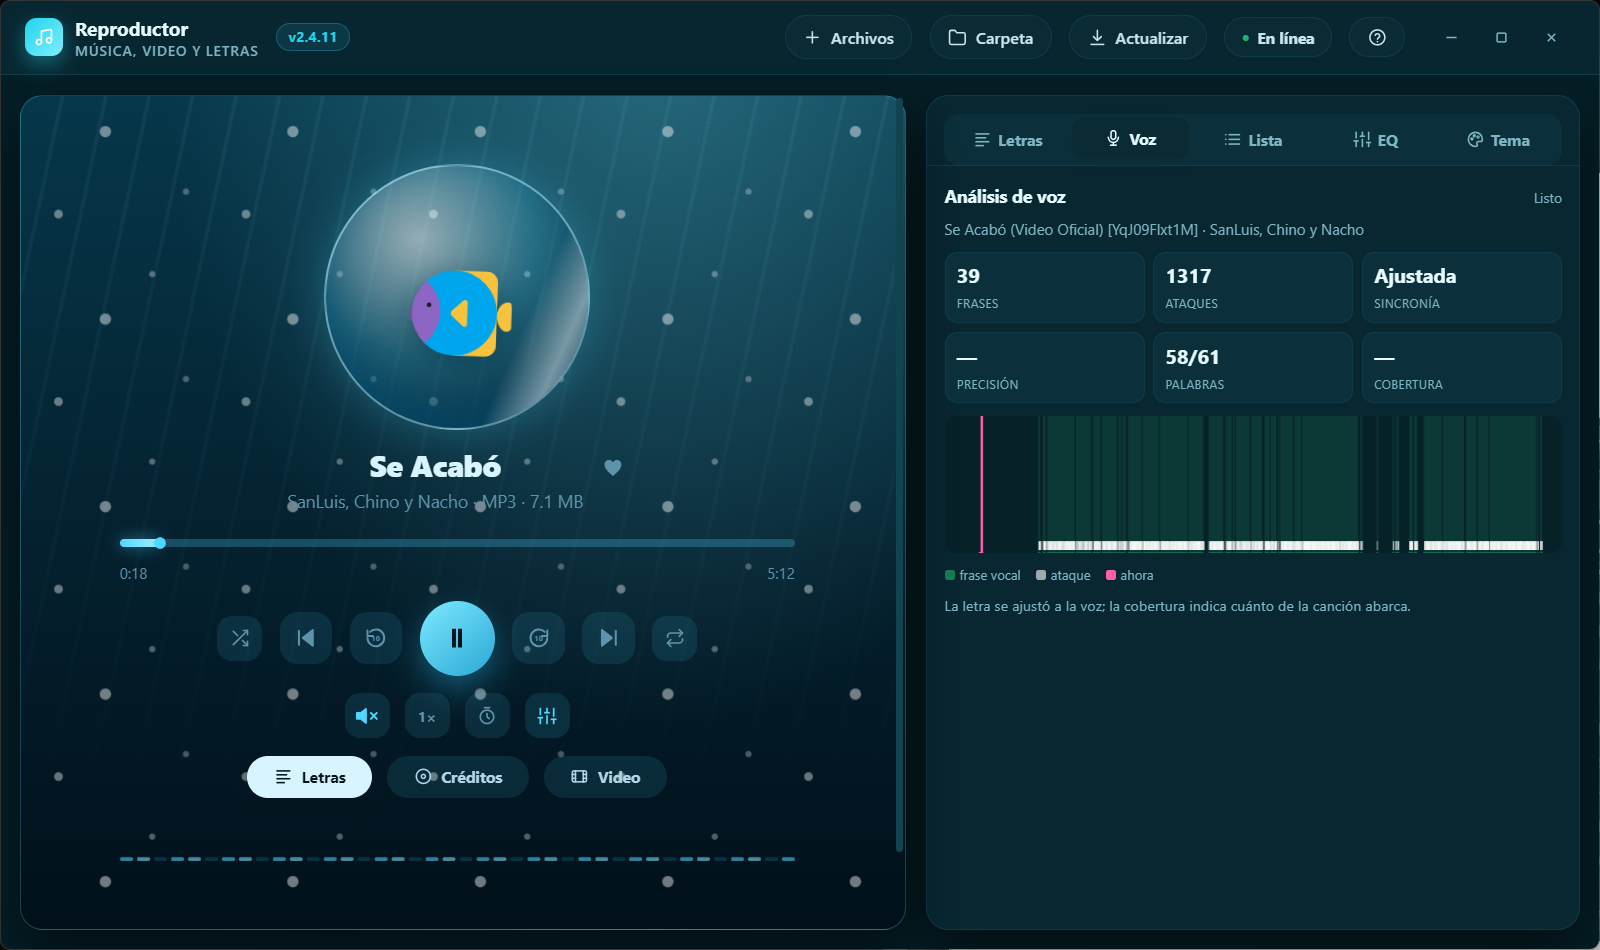 Reproductor
MÚSICA, VIDEO Y LETRAS
v2.4.11
Archivos
Carpeta
Actualizar
En línea
Se Acabó
SanLuis, Chino y Nacho · MP3 · 7.1 MB
0:18
5:12
10
10
1×
Letras
Créditos
Video
Letras
Voz
Lista
EQ
Tema
Análisis de voz
Listo
Se Acabó (Video Oficial) [YqJ09Flxt1M] · SanLuis, Chino y Nacho
39
FRASES
1317
ATAQUES
Ajustada
SINCRONÍA
—
PRECISIÓN
58/61
PALABRAS
—
COBERTURA
frase vocal
ataque
ahora
La letra se ajustó a la voz; la cobertura indica cuánto de la canción abarca.